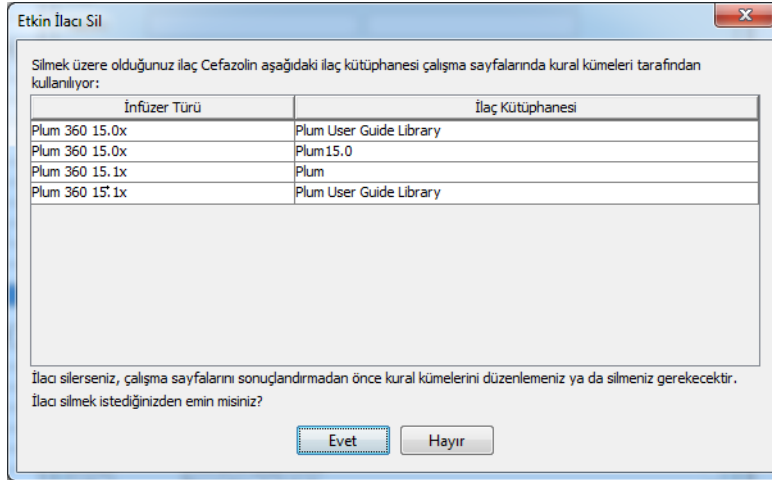 Etkin İlacı Sil
Silmek üzere olduğunuz ilaç Cefazolin aşağıdaki ilaç kütüphanesi çalışma sayfalarında kural kümeleri tarafından
kullanılıyor:
İnfüzer Türü İlaç Kütüphanesi
Plum 360 15.0x Plum User Guide Library
Plum 360 15.0x Plum15.0
Plum 360 15.1x Plum
Plum 360 15.1x Plum User Guide Library
İlacı silerseniz, çalışma sayfalarını sonuçlandırmadan önce kural kümelerini düzenlemeniz ya da silmeniz gerekecektir.
İlacı silmek istediğinizden emin misiniz?
Evet Hayır